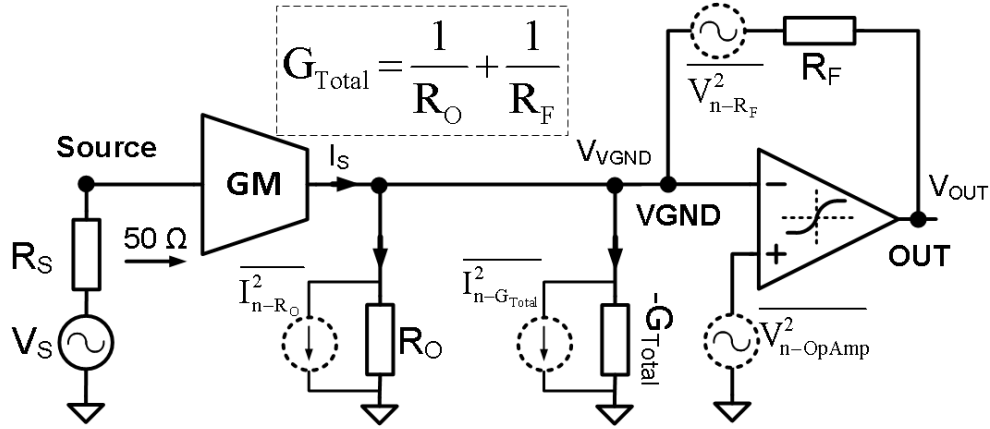 G_Total = 1/R_O + 1/R_F
V²_n-R_F
R_F
Source
GM
I_S
V_VGND
VGND
V_OUT
OUT
−
+
R_S
50 Ω
V_S
I²_n-R_O
R_O
I²_n-G_Total
-G_Total
V²_n-OpAmp